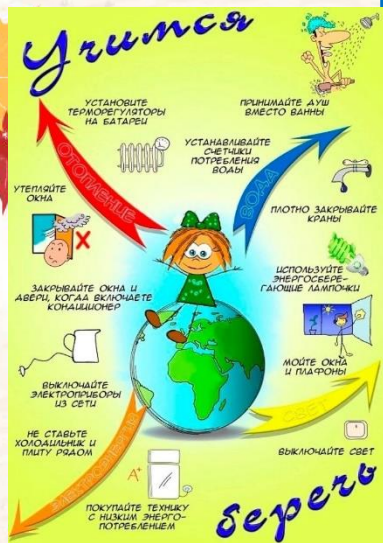 Учимся
УСТАНОВИТЕ
ТЕРМОРЕГУЛЯТОРЫ
НА БАТАРЕИ
ПРИНИМАЙТЕ ДУШ
ВМЕСТО ВАННЫ
ОТОПЛЕНИЕ
УСТАНАВЛИВАЙТЕ
СЧЕТЧИКИ
ПОТРЕБЛЕНИЯ
ВОДЫ
ВОДА
УТЕПЛЯЙТЕ
ОКНА
ПЛОТНО ЗАКРЫВАЙТЕ
КРАНЫ
ИСПОЛЬЗУЙТЕ
ЭНЕРГОСБЕРЕ-
ГАЮЩИЕ ЛАМПОЧКИ
ЗАКРЫВАЙТЕ ОКНА И
ДВЕРИ, КОГДА ВКЛЮЧАЕТЕ
КОНДИЦИОНЕР
МОЙТЕ ОКНА
И ПЛАФОНЫ
ВЫКЛЮЧАЙТЕ
ЭЛЕКТРОПРИБОРЫ
ИЗ СЕТИ
СВЕТ
НЕ СТАВЬТЕ
ХОЛОДИЛЬНИК И
ПЛИТУ РЯДОМ
ВЫКЛЮЧАЙТЕ СВЕТ
A+
ПОКУПАЙТЕ ТЕХНИКУ
С НИЗКИМ ЭНЕРГО-
ПОТРЕБЛЕНИЕМ
беречь